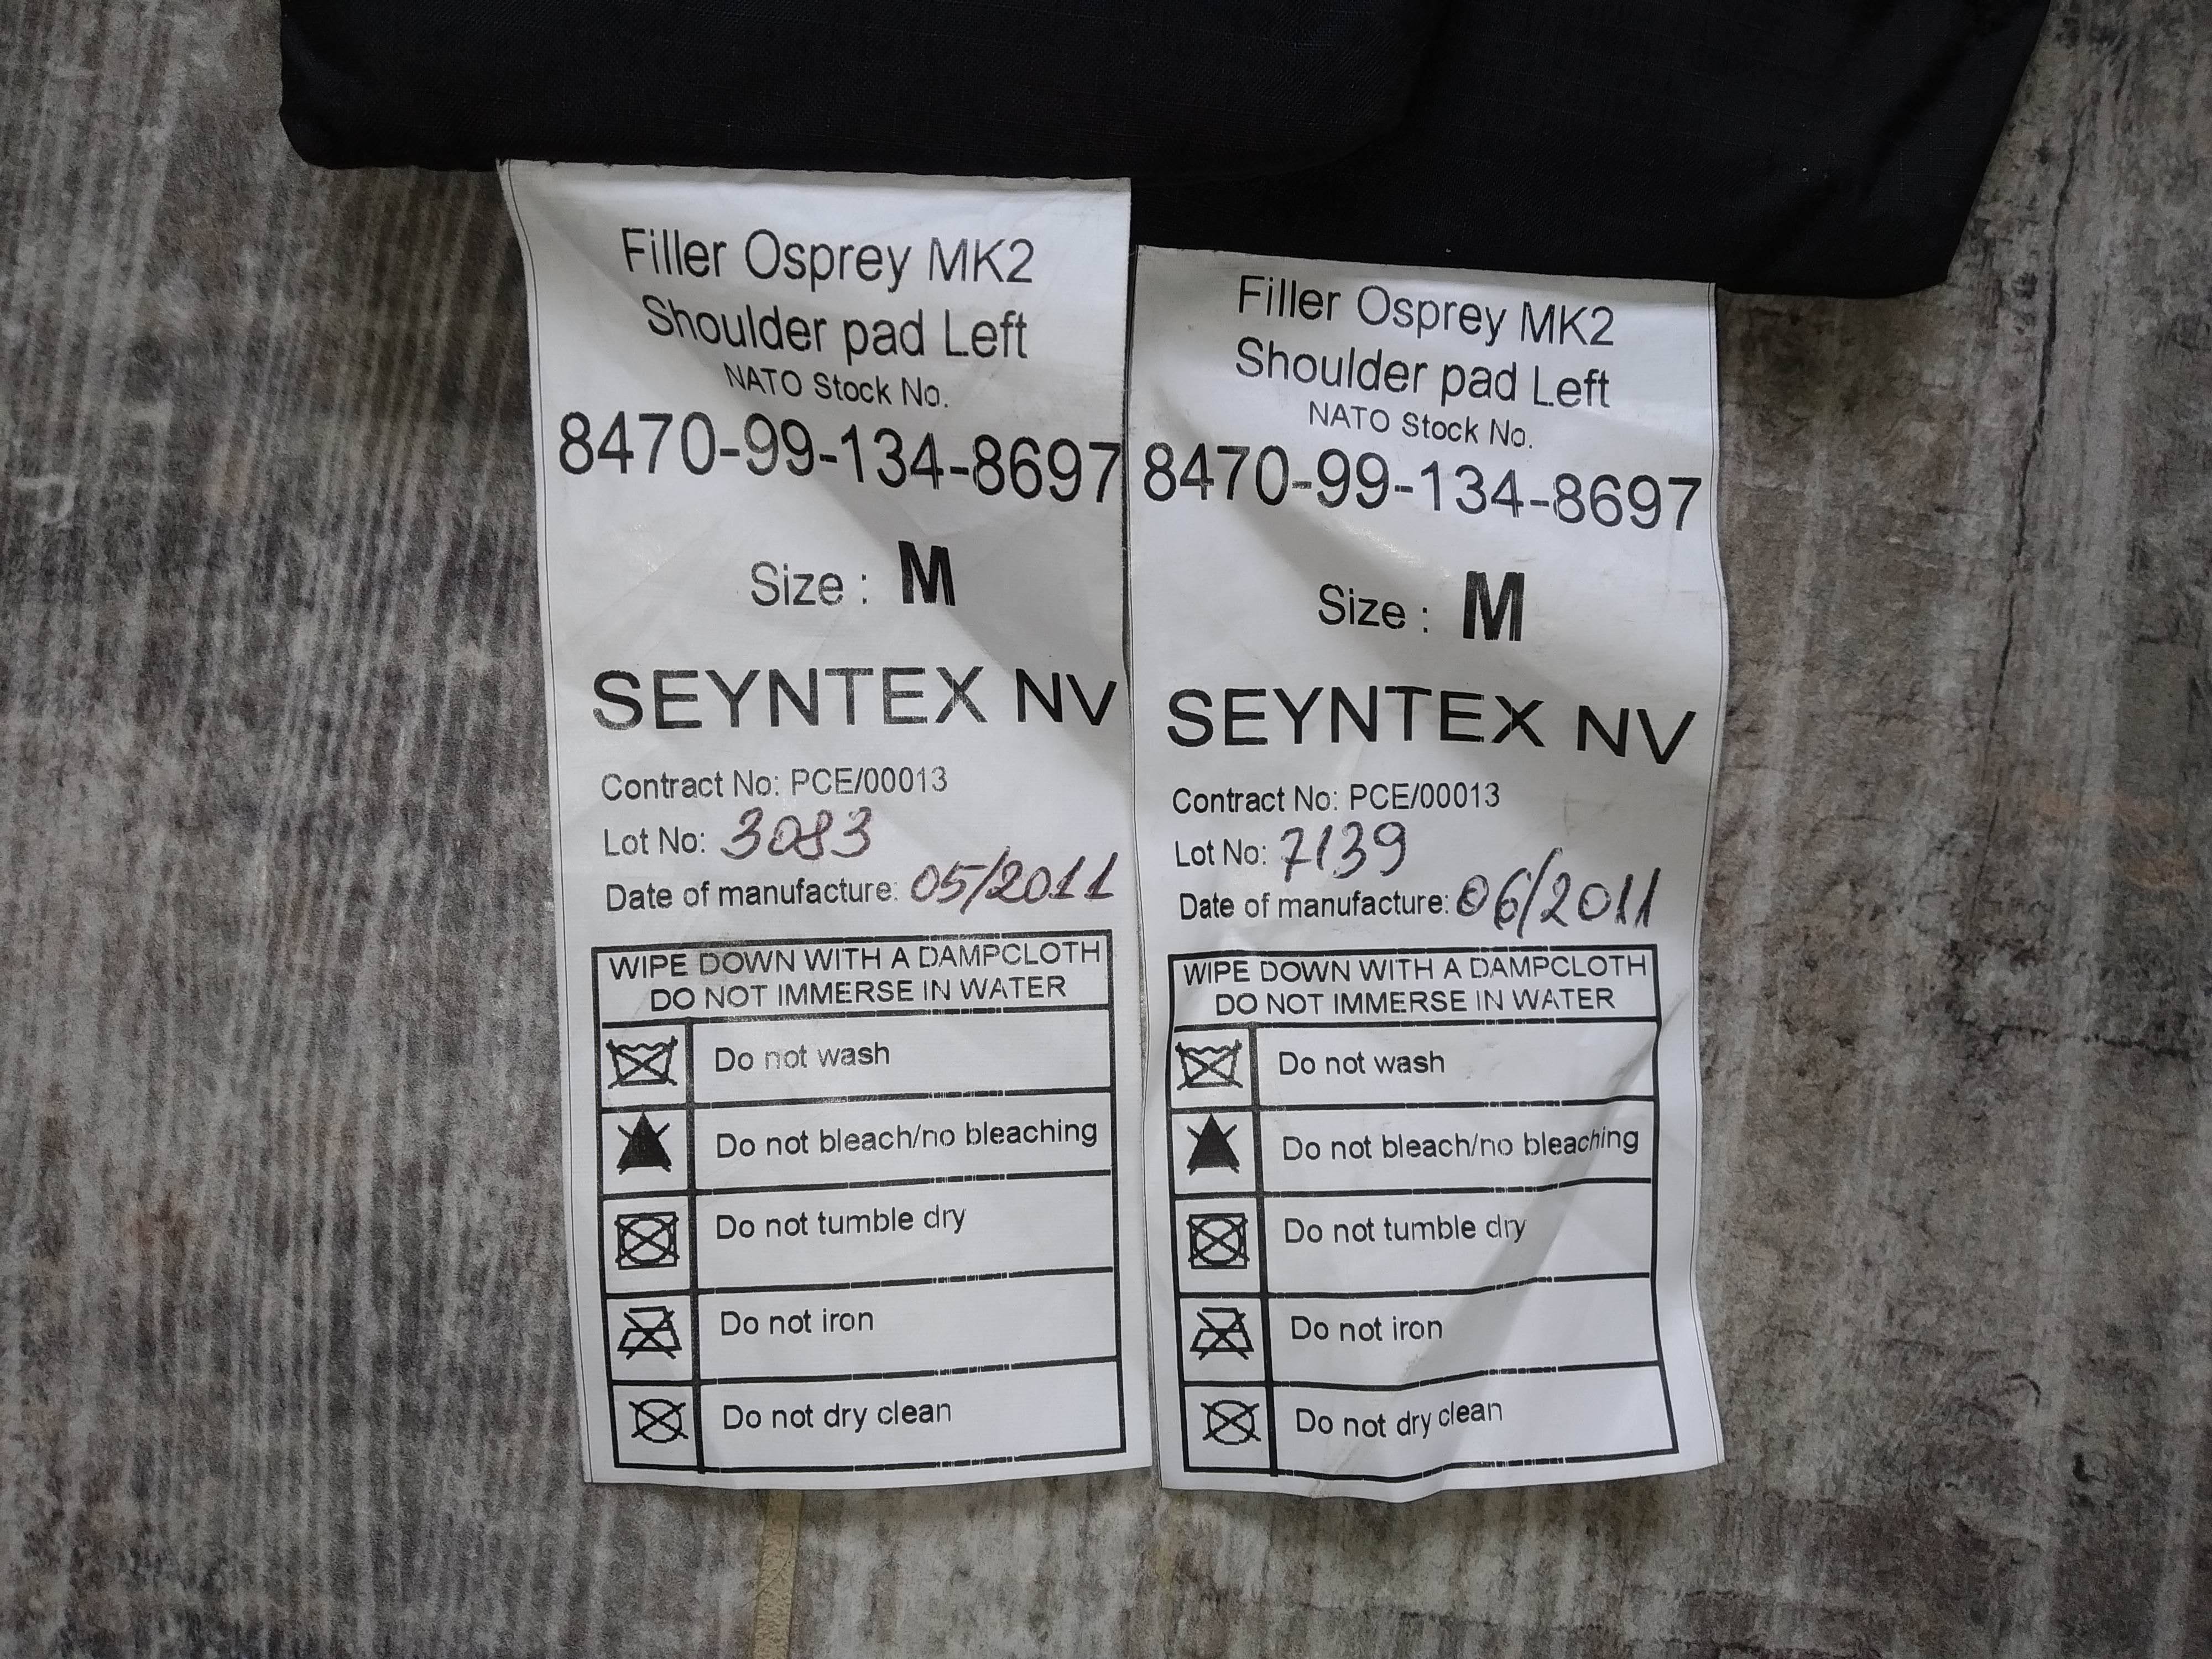 Filler Osprey MK2
Shoulder pad Left
NATO Stock No.
8470-99-134-8697
Size : M
SEYNTEX NV
Contract No: PCE/00013
Lot No: 3083
Date of manufacture: 05/2011
WIPE DOWN WITH A DAMPCLOTH
DO NOT IMMERSE IN WATER
Do not wash
Do not bleach/no bleaching
Do not tumble dry
Do not iron
Do not dry clean
Filler Osprey MK2
Shoulder pad Left
NATO Stock No.
8470-99-134-8697
Size : M
SEYNTEX NV
Contract No: PCE/00013
Lot No: 7139
Date of manufacture: 06/2011
WIPE DOWN WITH A DAMPCLOTH
DO NOT IMMERSE IN WATER
Do not wash
Do not bleach/no bleaching
Do not tumble dry
Do not iron
Do not dry clean